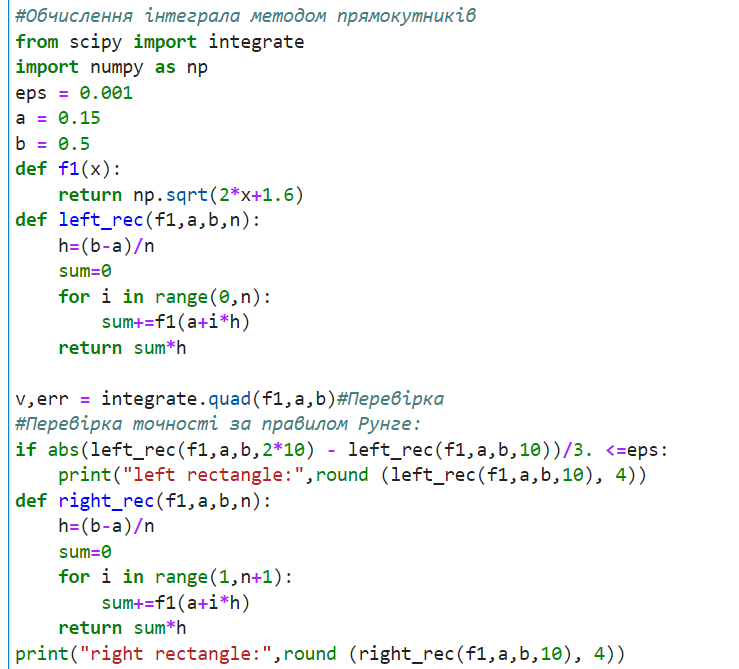 #Обчислення інтеграла методом прямокутників
from scipy import integrate
import numpy as np
eps = 0.001
a = 0.15
b = 0.5
def f1(x):
    return np.sqrt(2*x+1.6)
def left_rec(f1,a,b,n):
    h=(b-a)/n
    sum=0
    for i in range(0,n):
        sum+=f1(a+i*h)
    return sum*h

v,err = integrate.quad(f1,a,b)#Перевірка
#Перевірка точності за правилом Рунге:
if abs(left_rec(f1,a,b,2*10) - left_rec(f1,a,b,10))/3. <=eps:
    print("left rectangle:",round (left_rec(f1,a,b,10), 4))
def right_rec(f1,a,b,n):
    h=(b-a)/n
    sum=0
    for i in range(1,n+1):
        sum+=f1(a+i*h)
    return sum*h
print("right rectangle:",round (right_rec(f1,a,b,10), 4))